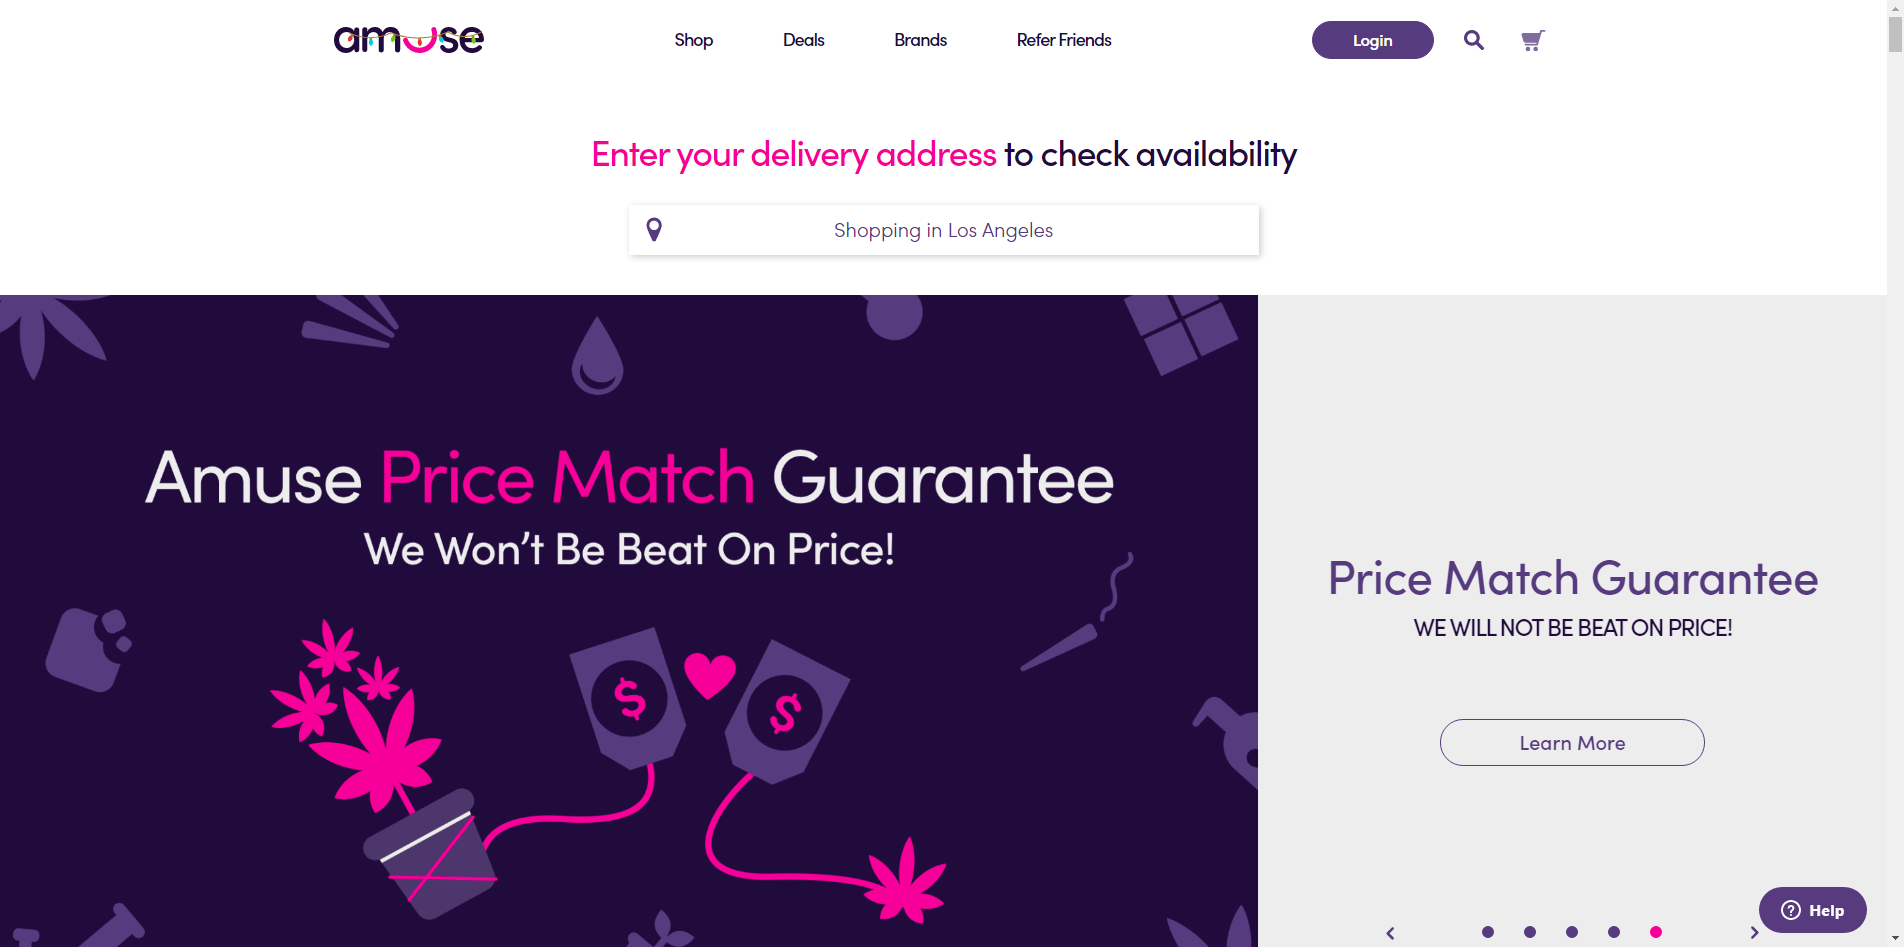 amuse
Shop
Deals
Brands
Refer Friends
Login
Enter your delivery address to check availability
Shopping in Los Angeles
Amuse Price Match Guarantee
We Won't Be Beat On Price!
$ $
Price Match Guarantee
WE WILL NOT BE BEAT ON PRICE!
Learn More
? Help